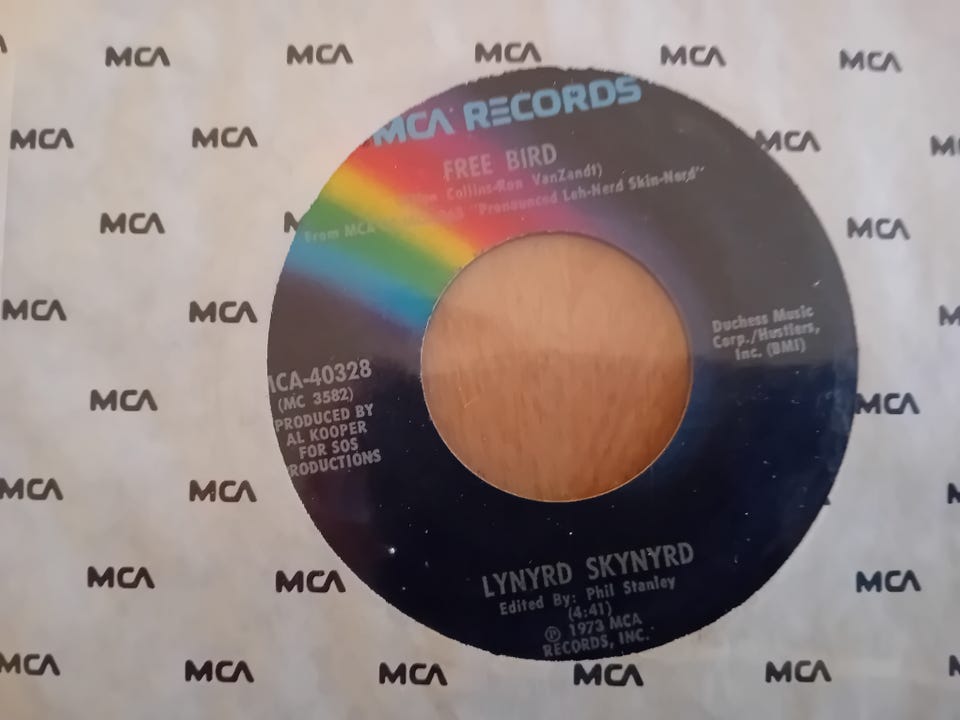 MCA MCA MCA MCA MCA
MCA RECORDS
MCA MCA MCA
FREE BIRD
Collins-Ron VanZandt)
From MCA "Pronounced Leh-Nerd Skin-Nerd"
MCA MCA
MCA MCA
Duchess Music
Corp./Hustlers,
Inc. (BMI)
MCA-40328
(MC 3582)
PRODUCED BY
AL KOOPER
FOR SOS
PRODUCTIONS
MCA MCA
MCA MCA
LYNYRD SKYNYRD
Edited By: Phil Stanley
(4:41)
℗ 1973 MCA
RECORDS, INC.
MCA MCA MCA
MCA MCA MCA MCA MCA